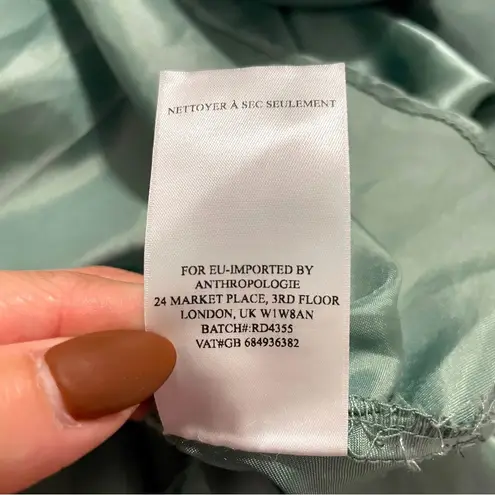 NETTOYER À SEC SEULEMENT
FOR EU-IMPORTED BY
ANTHROPOLOGIE
24 MARKET PLACE, 3RD FLOOR
LONDON, UK W1W8AN
BATCH#:RD4355
VAT#GB 684936382